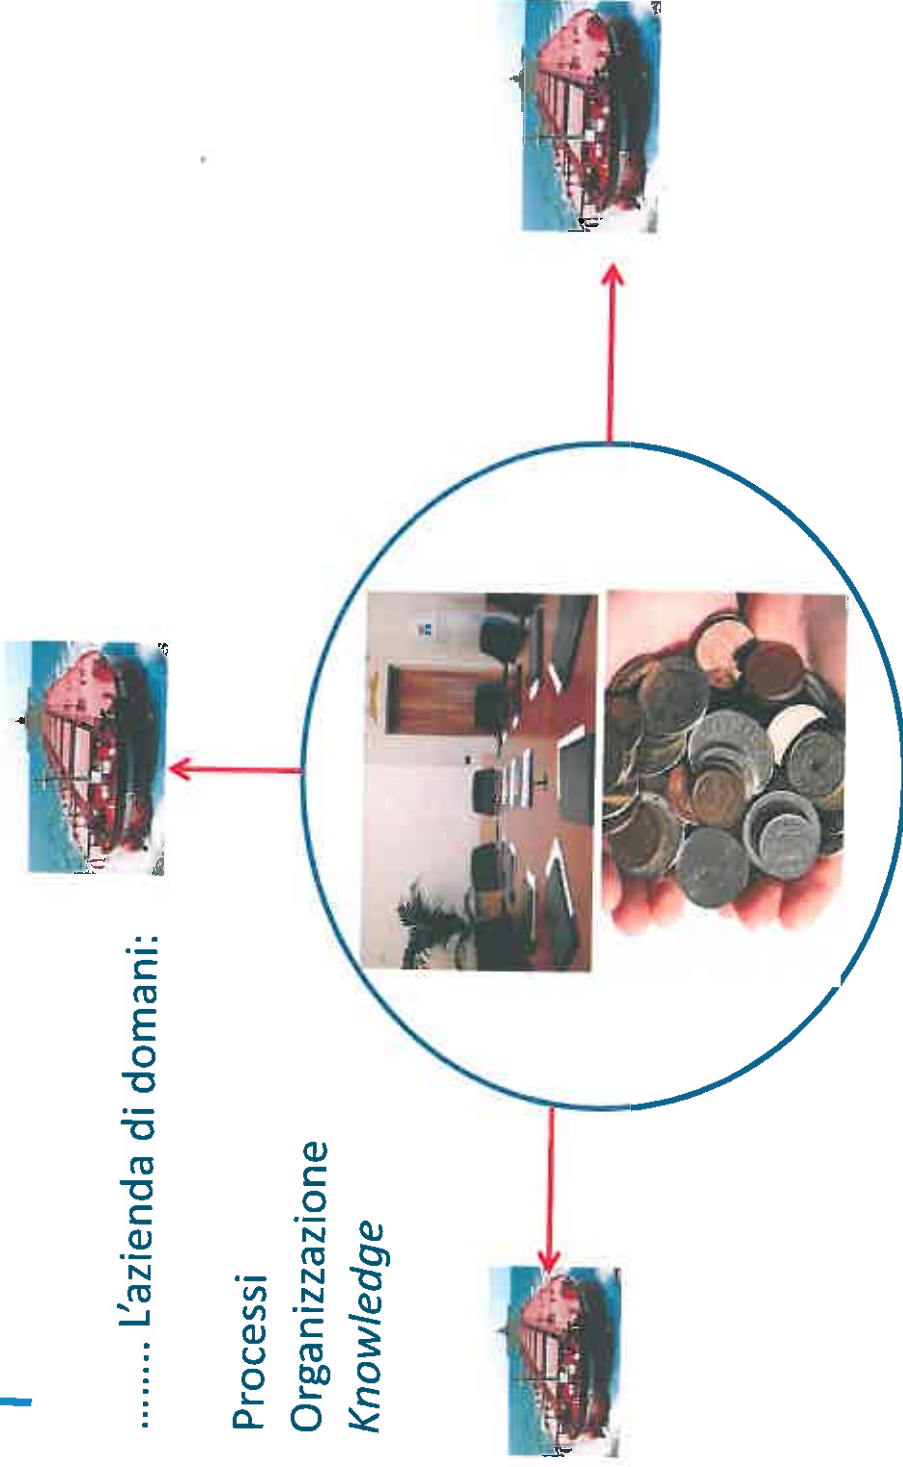 ........ L'azienda di domani:
Processi
Organizzazione
Knowledge